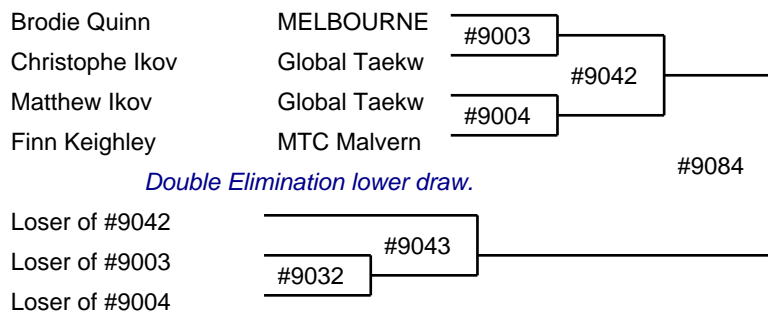 Brodie Quinn MELBOURNE #9003
Christophe Ikov Global Taekw #9042
Matthew Ikov Global Taekw #9004
Finn Keighley MTC Malvern
#9084
Double Elimination lower draw.
Loser of #9042
#9043
Loser of #9003 #9032
Loser of #9004